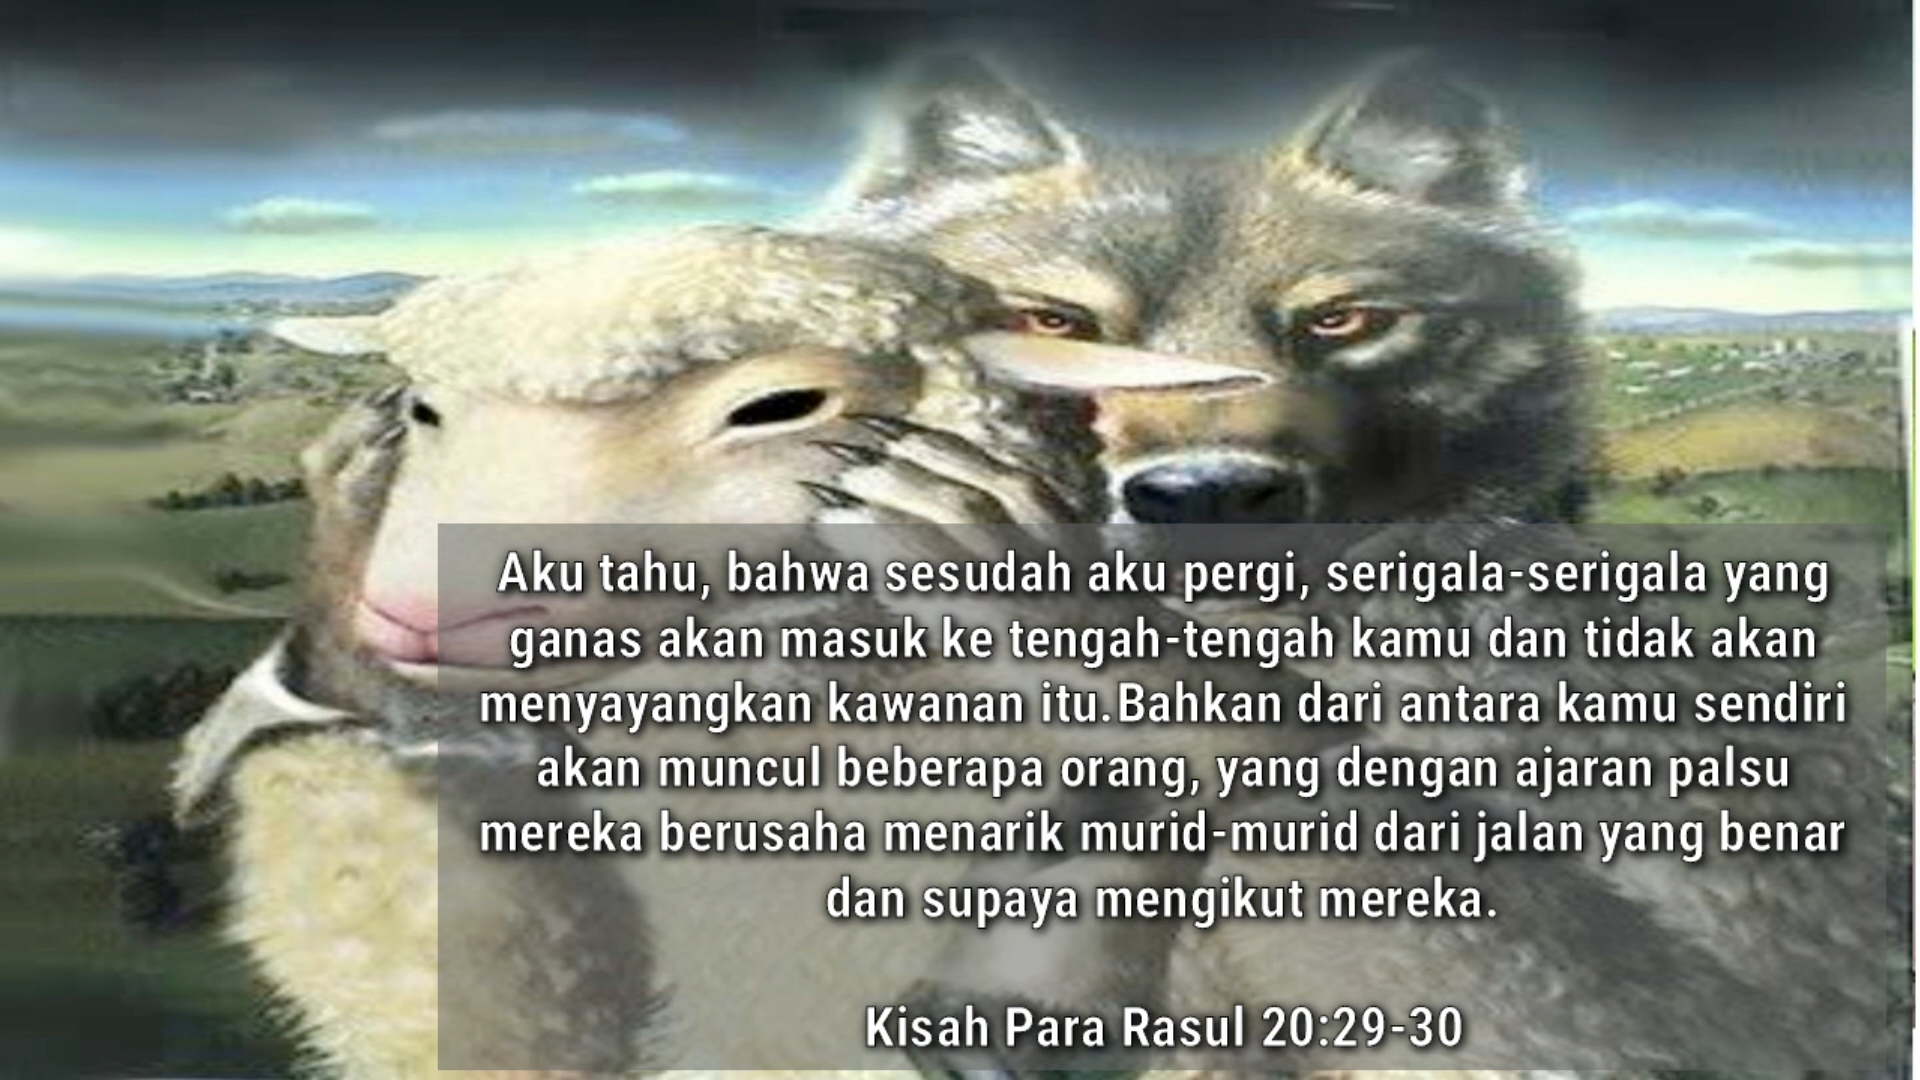 Aku tahu, bahwa sesudah aku pergi, serigala-serigala yang
ganas akan masuk ke tengah-tengah kamu dan tidak akan
menyayangkan kawanan itu.Bahkan dari antara kamu sendiri
akan muncul beberapa orang, yang dengan ajaran palsu
mereka berusaha menarik murid-murid dari jalan yang benar
dan supaya mengikut mereka.
Kisah Para Rasul 20:29-30